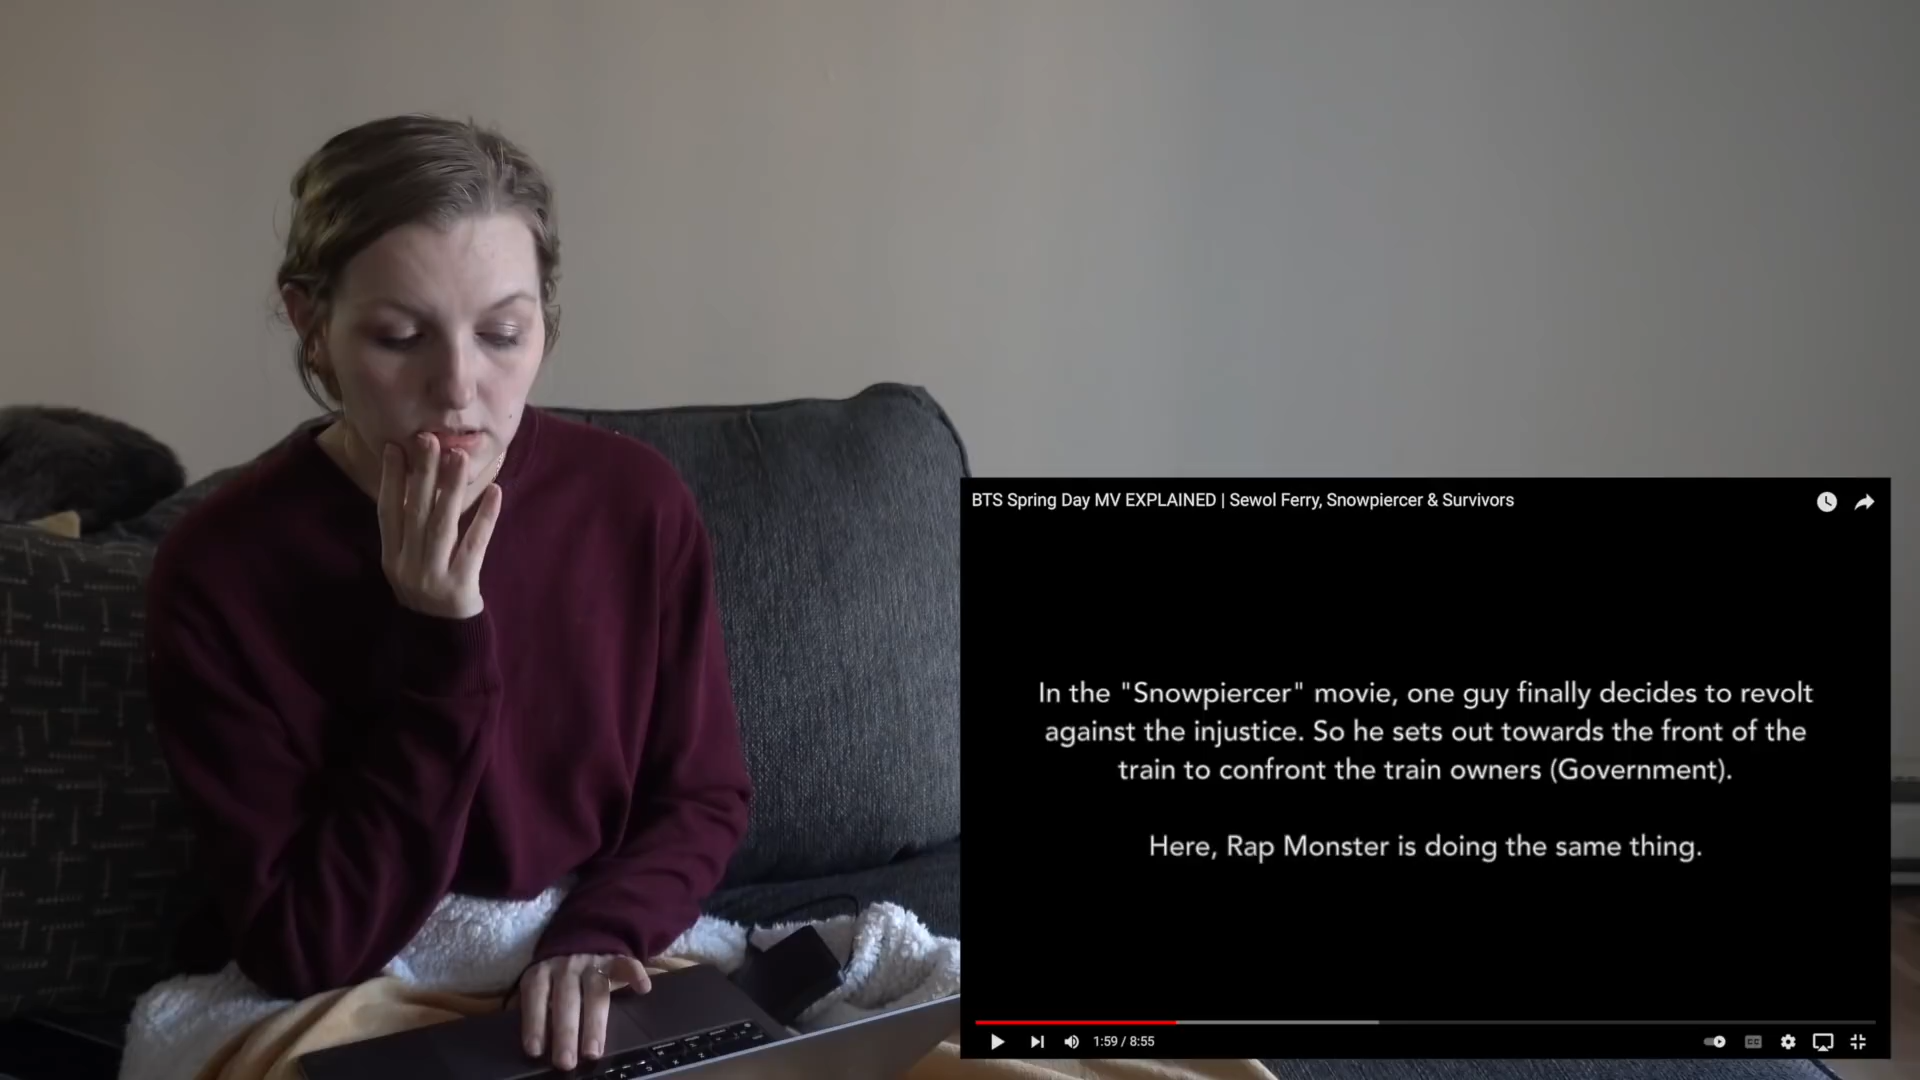 BTS Spring Day MV EXPLAINED | Sewol Ferry, Snowpiercer & Survivors
In the "Snowpiercer" movie, one guy finally decides to revolt
against the injustice. So he sets out towards the front of the
train to confront the train owners (Government).
Here, Rap Monster is doing the same thing.
1:59 / 8:55